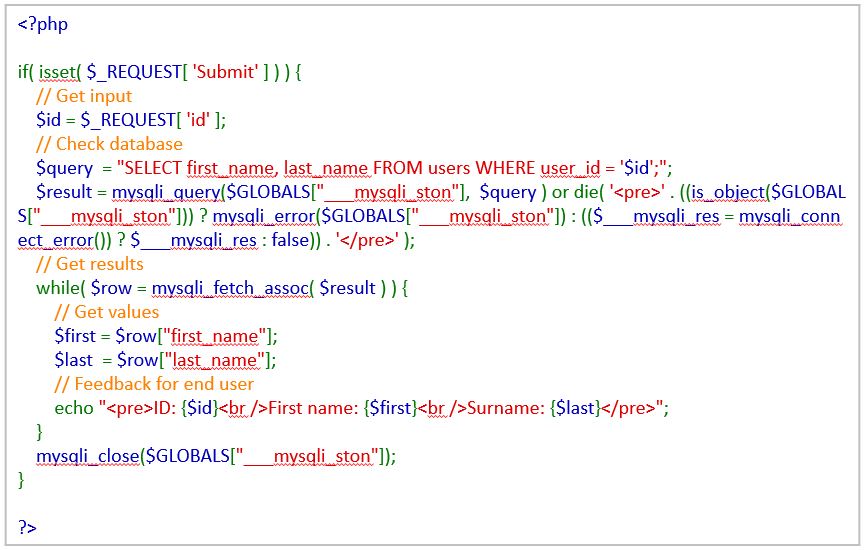 <?php
if( isset( $_REQUEST[ 'Submit' ] ) ) {
// Get input
$id = $_REQUEST[ 'id' ];
// Check database
$query  = "SELECT first_name, last_name FROM users WHERE user_id = '$id';";
$result = mysqli_query($GLOBALS["___mysqli_ston"],  $query ) or die( '<pre>' . ((is_object($GLOBAL
S["___mysqli_ston"])) ? mysqli_error($GLOBALS["___mysqli_ston"]) : (($___mysqli_res = mysqli_conn
ect_error()) ? $___mysqli_res : false)) . '</pre>' );
// Get results
while( $row = mysqli_fetch_assoc( $result ) ) {
// Get values
$first = $row["first_name"];
$last  = $row["last_name"];
// Feedback for end user
echo "<pre>ID: {$id}<br />First name: {$first}<br />Surname: {$last}</pre>";
}
mysqli_close($GLOBALS["___mysqli_ston"]);
}
?>